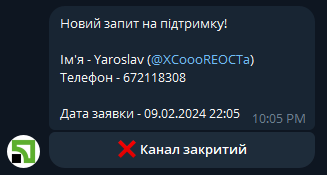 Новий запит на підтримку!
Ім'я - Yaroslav (@XCoooREOCTa)
Телефон - 672118308
Дата заявки - 09.02.2024 22:05
10:05 PM
❌ Канал закритий